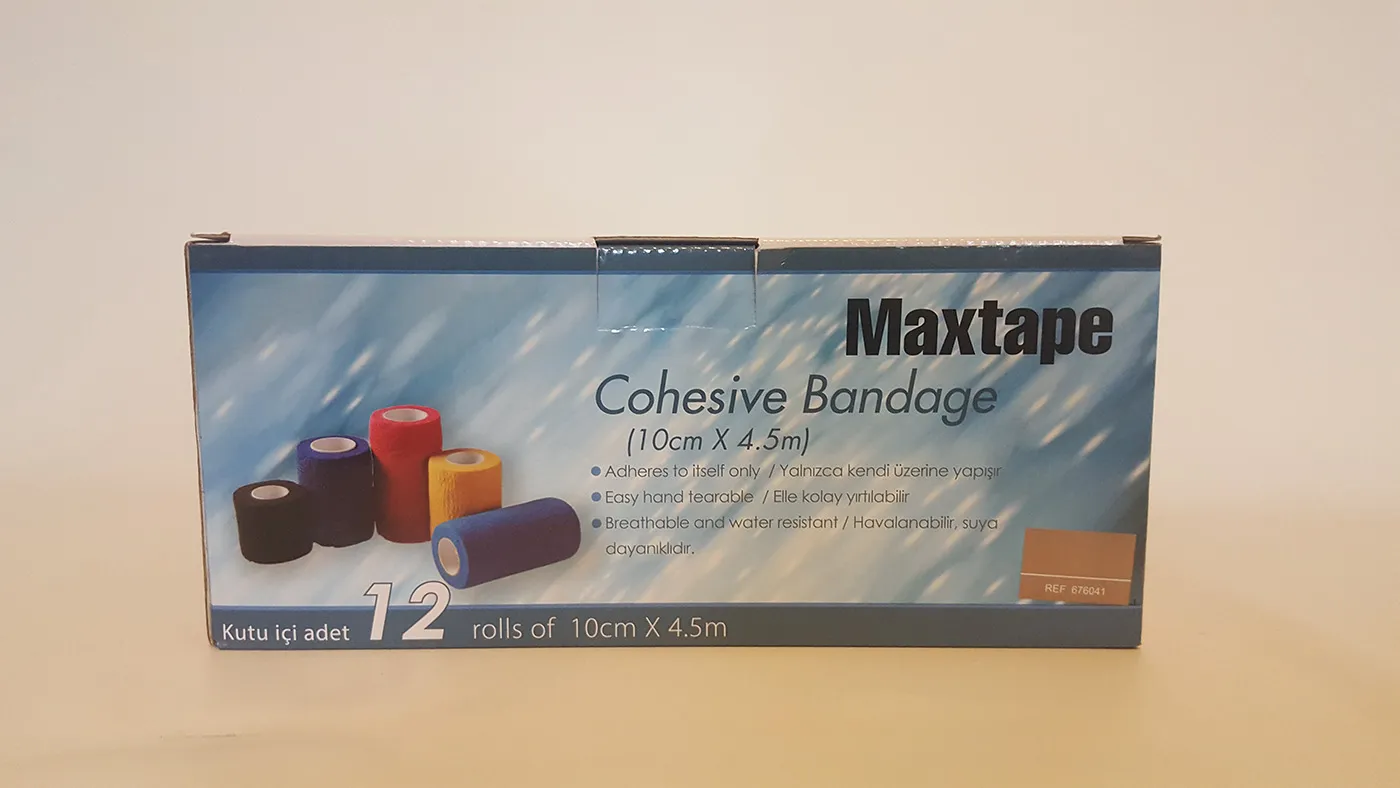 Maxtape
Cohesive Bandage
(10cm X 4.5m)
Adheres to itself only / Yalnızca kendi üzerine yapışır
Easy hand tearable / Elle kolay yırtılabilir
Breathable and water resistant / Havalanabilir, suya
dayanıklıdır.
REF 676041
Kutu içi adet 12 rolls of 10cm X 4.5m